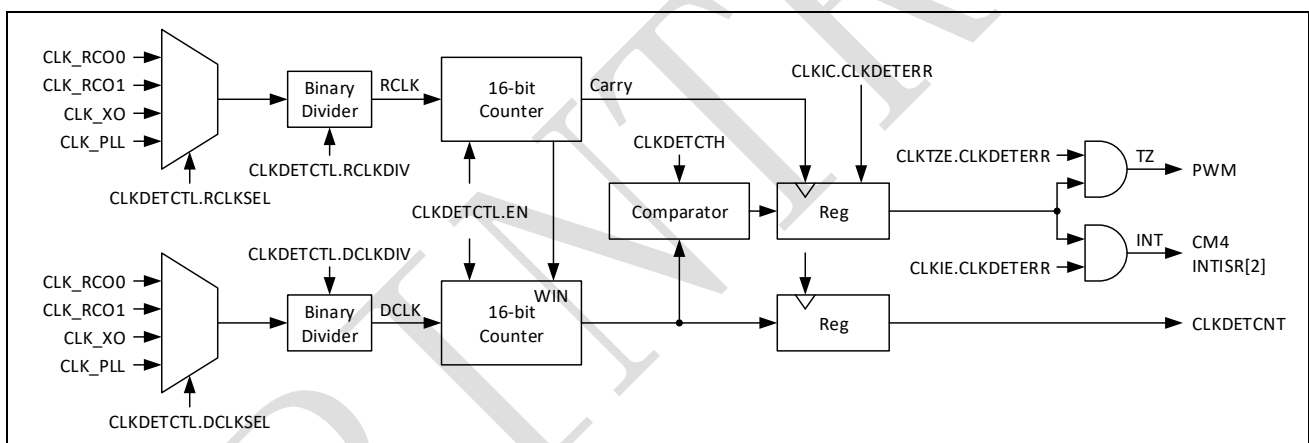 CLK_RCO0
CLK_RCO1
CLK_XO
CLK_PLL
CLKDETCTL.RCLKSEL
Binary
Divider
CLKDETCTL.RCLKDIV
RCLK
16-bit
Counter
Carry
CLKDETCTL.EN
CLKIC.CLKDETERR
CLKDETCTH
Comparator
Reg
CLKTZE.CLKDETERR
TZ
PWM
INT
CM4
INTISR[2]
CLKIE.CLKDETERR
CLK_RCO0
CLK_RCO1
CLK_XO
CLK_PLL
CLKDETCTL.DCLKSEL
CLKDETCTL.DCLKDIV
Binary
Divider
DCLK
WIN
16-bit
Counter
Reg
CLKDETCNT